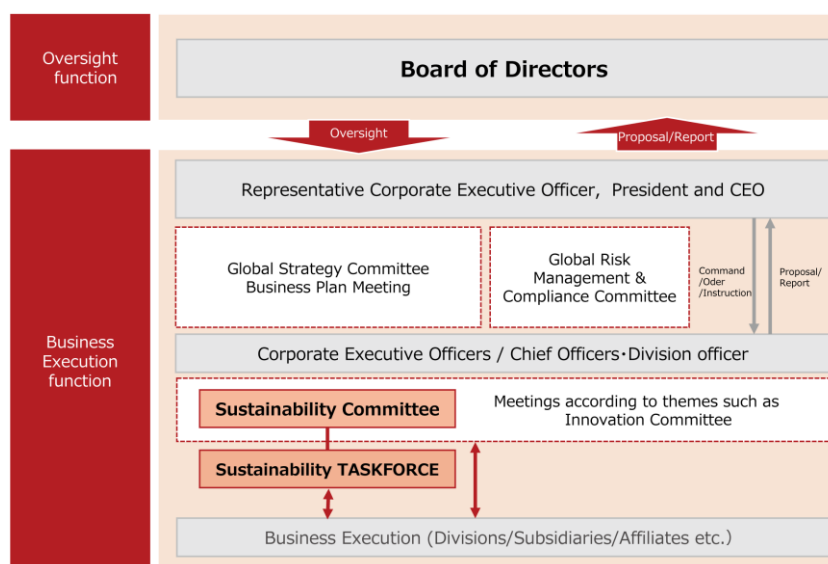 Oversight
function
Board of Directors
Oversight
Proposal/Report
Business
Execution
function
Representative Corporate Executive Officer,  President and CEO
Global Strategy Committee
Business Plan Meeting
Global Risk
Management &
Compliance Committee
Command
/Oder
/Instruction
Proposal/
Report
Corporate Executive Officers / Chief Officers・Division officer
Sustainability Committee
Meetings according to themes such as
Innovation Committee
Sustainability TASKFORCE
Business Execution (Divisions/Subsidiaries/Affiliates etc.)